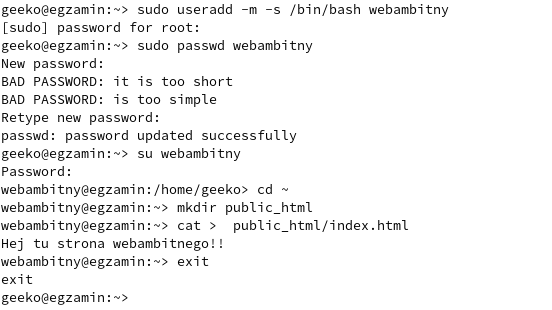 geeko@egzamin:~> sudo useradd -m -s /bin/bash webambitny
[sudo] password for root:
geeko@egzamin:~> sudo passwd webambitny
New password:
BAD PASSWORD: it is too short
BAD PASSWORD: is too simple
Retype new password:
passwd: password updated successfully
geeko@egzamin:~> su webambitny
Password:
webambitny@egzamin:/home/geeko> cd ~
webambitny@egzamin:~> mkdir public_html
webambitny@egzamin:~> cat >  public_html/index.html
Hej tu strona webambitnego!!
webambitny@egzamin:~> exit
exit
geeko@egzamin:~>